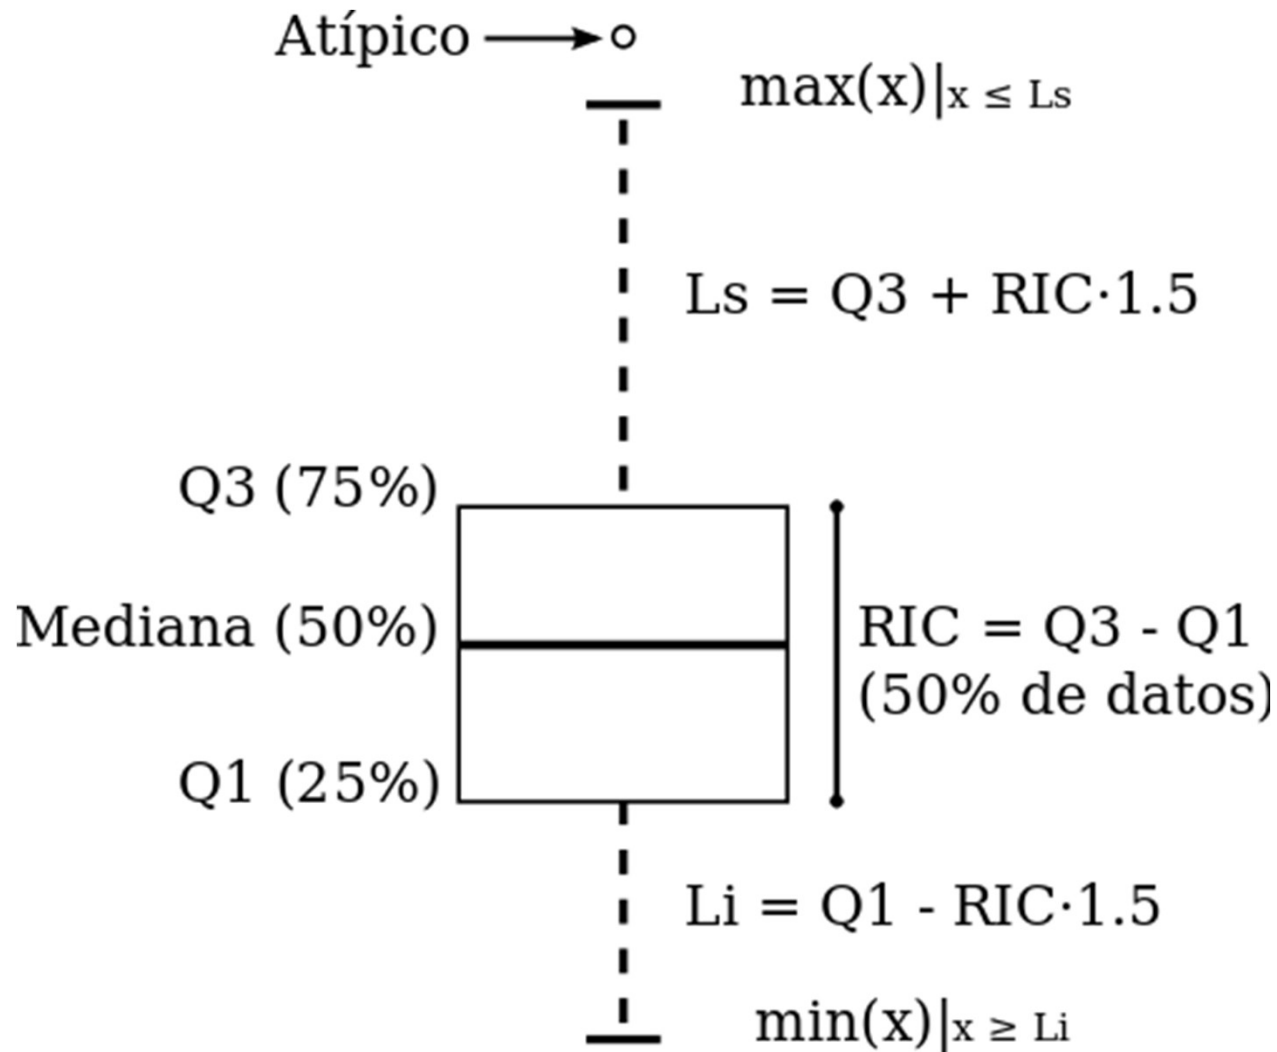 Atípico
max(x)|x ≤ Ls
Ls = Q3 + RIC·1.5
Q3 (75%)
Mediana (50%)
RIC = Q3 - Q1
(50% de datos)
Q1 (25%)
Li = Q1 - RIC·1.5
min(x)|x ≥ Li